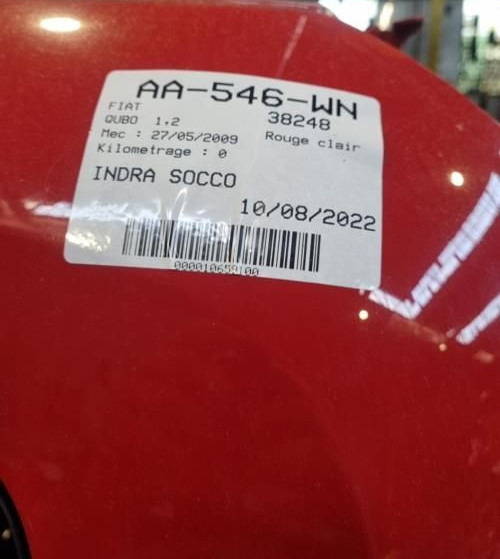 AA-546-WN
FIAT 38248
QUBO 1.2 Rouge clair
Mec : 27/05/2009
Kilometrage : 0
INDRA SOCCO
10/08/2022